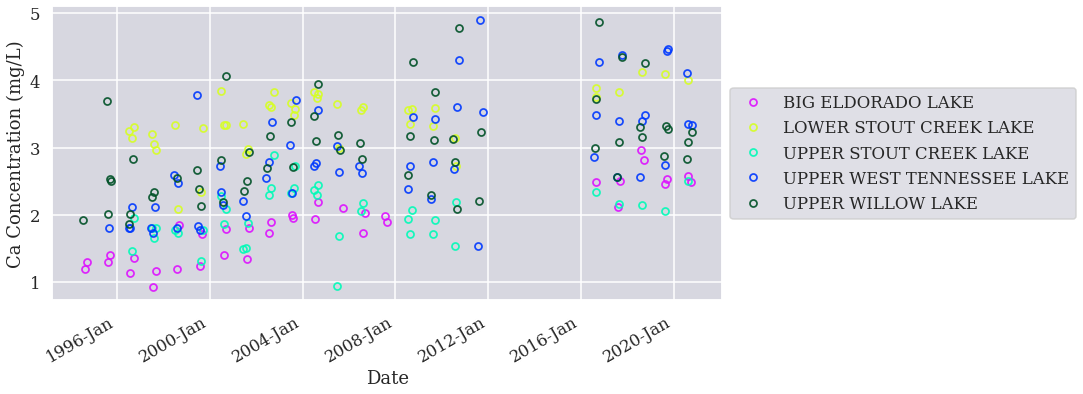 5
4
3
2
1
Ca Concentration (mg/L)
1996-Jan
2000-Jan
2004-Jan
2008-Jan
2012-Jan
2016-Jan
2020-Jan
Date
BIG ELDORADO LAKE
LOWER STOUT CREEK LAKE
UPPER STOUT CREEK LAKE
UPPER WEST TENNESSEE LAKE
UPPER WILLOW LAKE